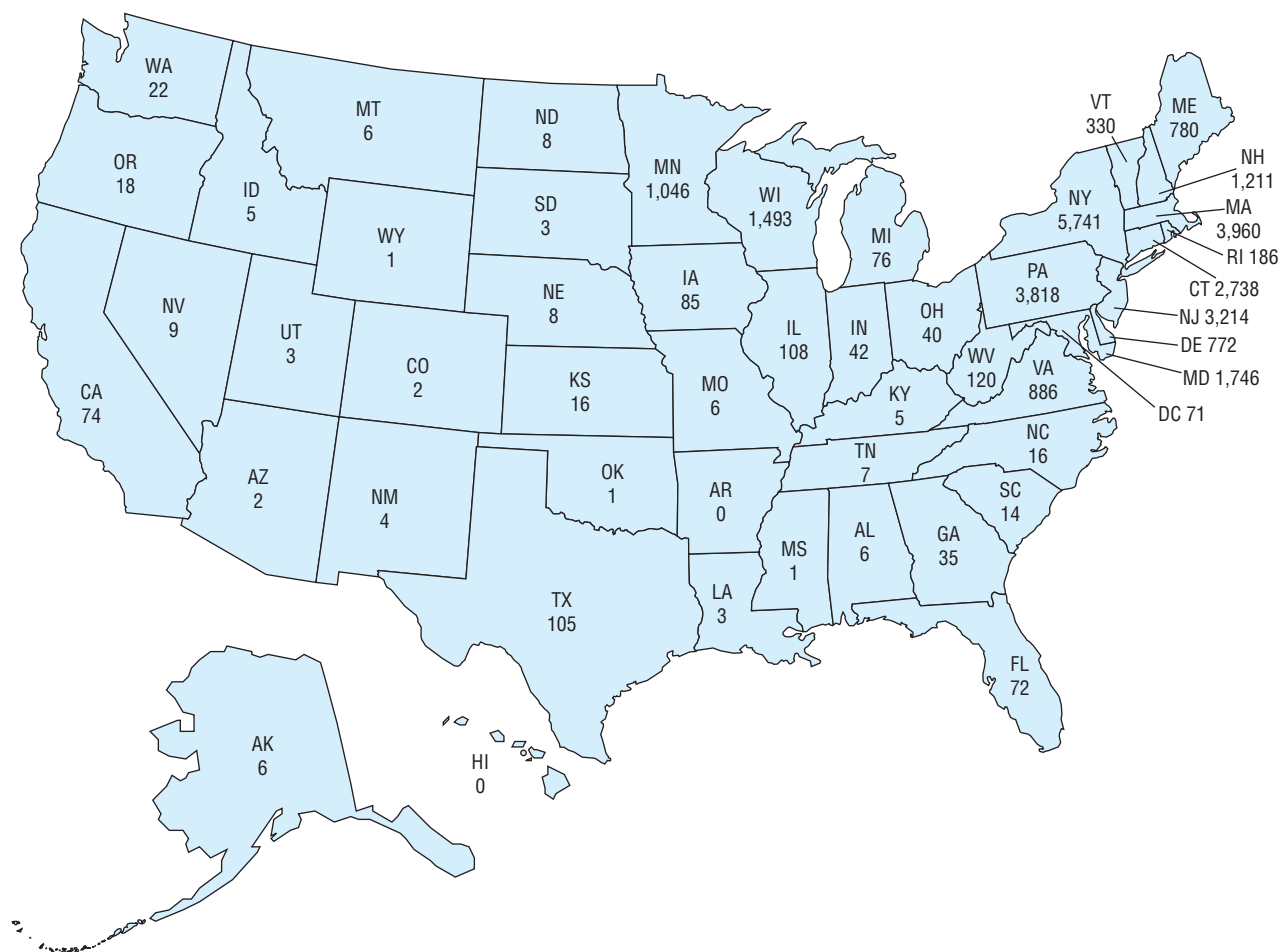 WA
22
MT
6
ND
8
MN
1,046
VT
330
ME
780
OR
18
ID
5
SD
3
WI
1,493
NH
1,211
NY
5,741
MA
3,960
WY
1
MI
76
RI 186
IA
85
PA
3,818
CT 2,738
NE
8
NV
9
UT
3
IL
108
IN
42
OH
40
NJ 3,214
DE 772
CO
2
WV
120
VA
886
MD 1,746
CA
74
KS
16
MO
6
KY
5
DC 71
NC
16
TN
7
AZ
2
NM
4
OK
1
AR
0
SC
14
MS
1
AL
6
GA
35
LA
3
TX
105
FL
72
AK
6
HI
0